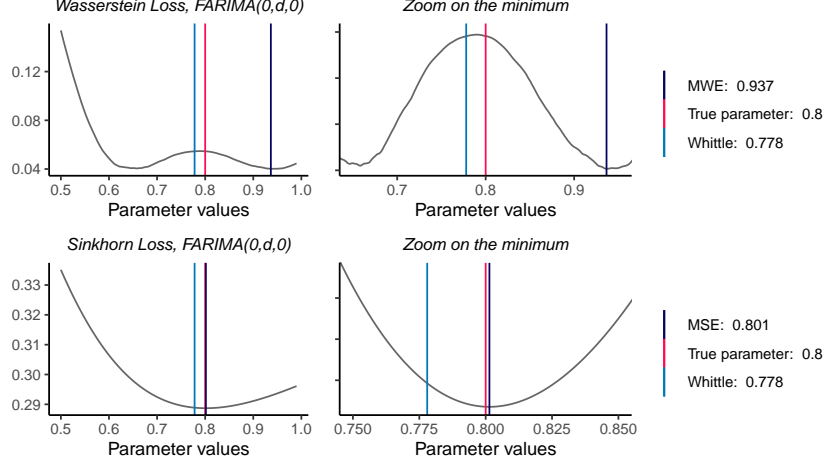 Wasserstein Loss, FARIMA(0,d,0)
Zoom on the minimum
0.12
0.08
0.04
0.5 0.6 0.7 0.8 0.9 1.0
Parameter values
0.7 0.8 0.9
Parameter values
MWE: 0.937
True parameter: 0.8
Whittle: 0.778
Sinkhorn Loss, FARIMA(0,d,0)
Zoom on the minimum
0.33
0.32
0.31
0.30
0.29
0.5 0.6 0.7 0.8 0.9 1.0
Parameter values
0.750 0.775 0.800 0.825 0.850
Parameter values
MSE: 0.801
True parameter: 0.8
Whittle: 0.778